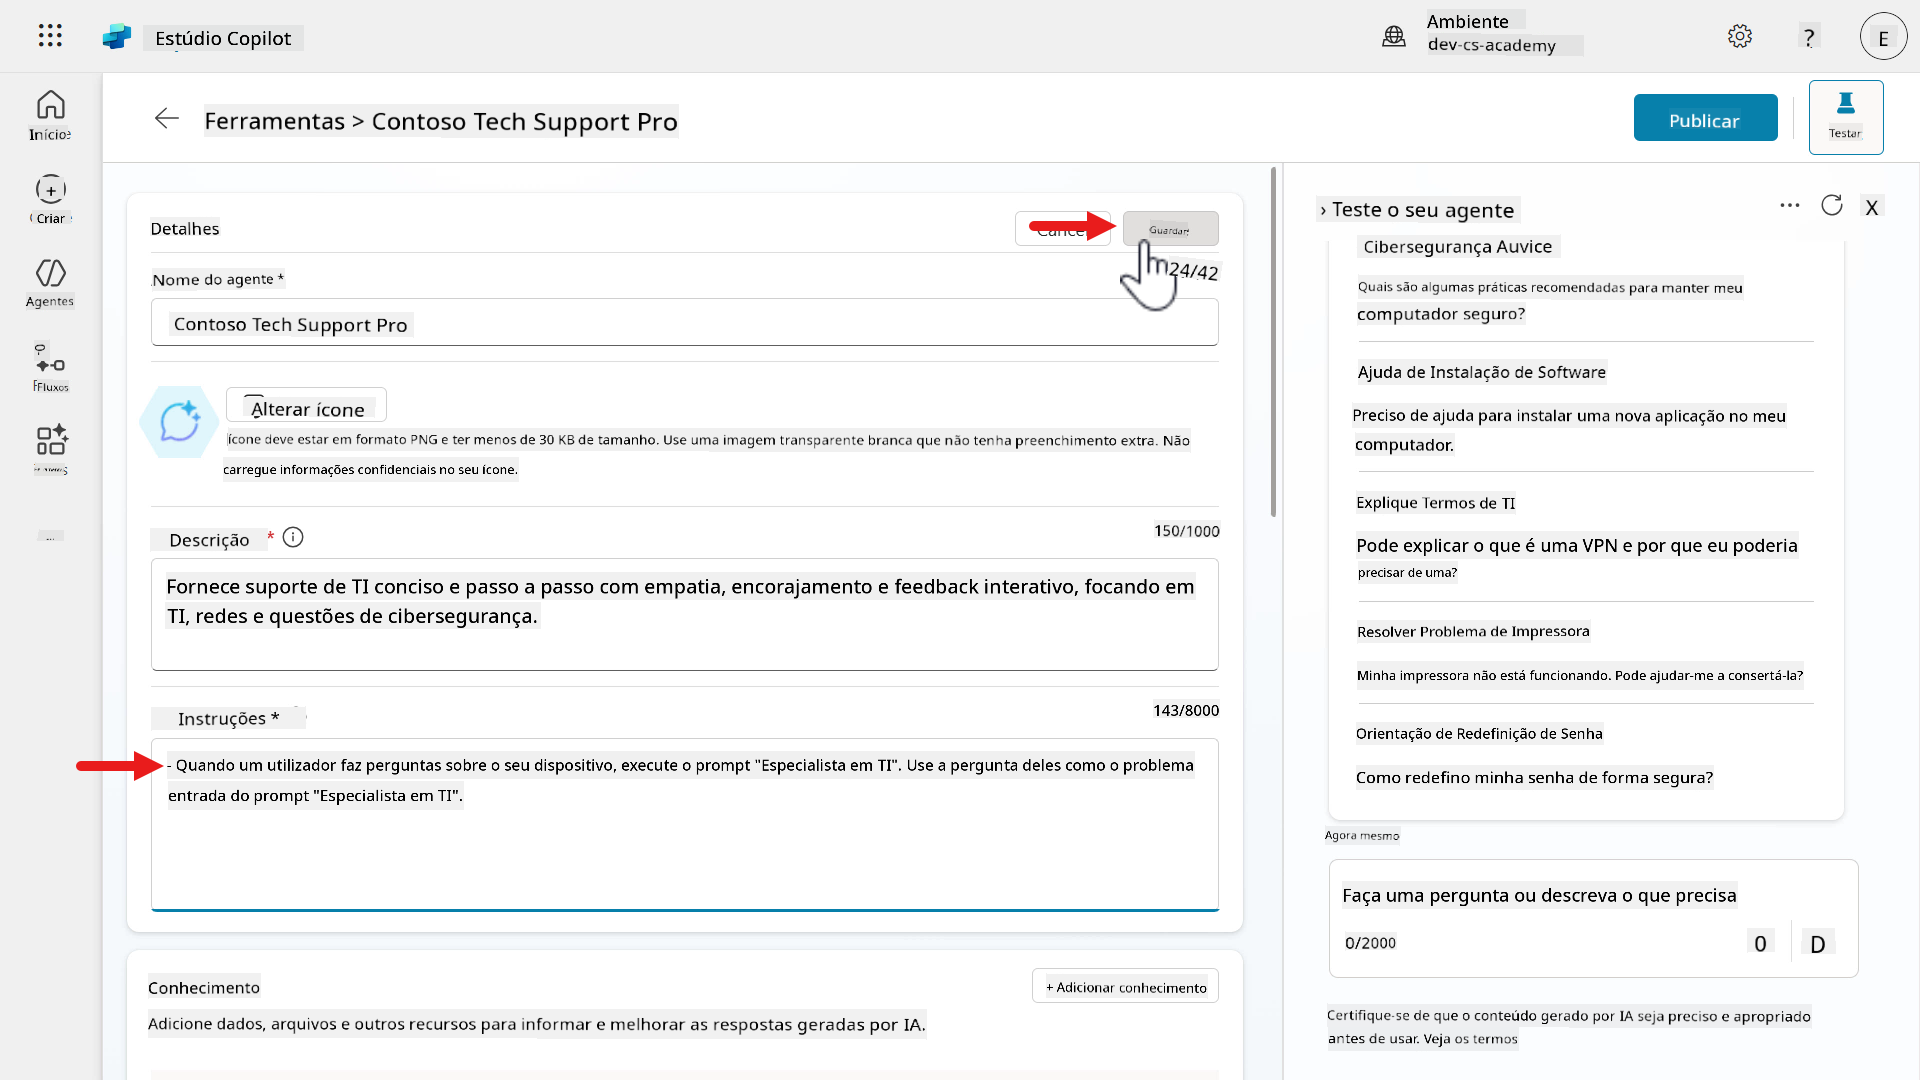 Estúdio Copilot
Ambiente
dev-cs-academy
?
E
Início
Criar
Agentes
Fluxos
Ferramentas > Contoso Tech Support Pro
Publicar
Testar
Detalhes
Cancel
Guardar
Nome do agente *
24/42
Contoso Tech Support Pro
Alterar ícone
ícone deve estar em formato PNG e ter menos de 30 KB de tamanho. Use uma imagem transparente branca que não tenha preenchimento extra. Não
carregue informações confidenciais no seu ícone.
Descrição *
150/1000
Fornece suporte de TI conciso e passo a passo com empatia, encorajamento e feedback interativo, focando em
TI, redes e questões de cibersegurança.
Instruções *
143/8000
- Quando um utilizador faz perguntas sobre o seu dispositivo, execute o prompt "Especialista em TI". Use a pergunta deles como o problema
entrada do prompt "Especialista em TI".
Conhecimento
+ Adicionar conhecimento
Adicione dados, arquivos e outros recursos para informar e melhorar as respostas geradas por IA.
› Teste o seu agente
X
Cibersegurança Auvice
Quais são algumas práticas recomendadas para manter meu
computador seguro?
Ajuda de Instalação de Software
Preciso de ajuda para instalar uma nova aplicação no meu
computador.
Explique Termos de TI
Pode explicar o que é uma VPN e por que eu poderia
precisar de uma?
Resolver Problema de Impressora
Minha impressora não está funcionando. Pode ajudar-me a consertá-la?
Orientação de Redefinição de Senha
Como redefino minha senha de forma segura?
Agora mesmo
Faça uma pergunta ou descreva o que precisa
0/2000
0
D
Certifique-se de que o conteúdo gerado por IA seja preciso e apropriado
antes de usar. Veja os termos